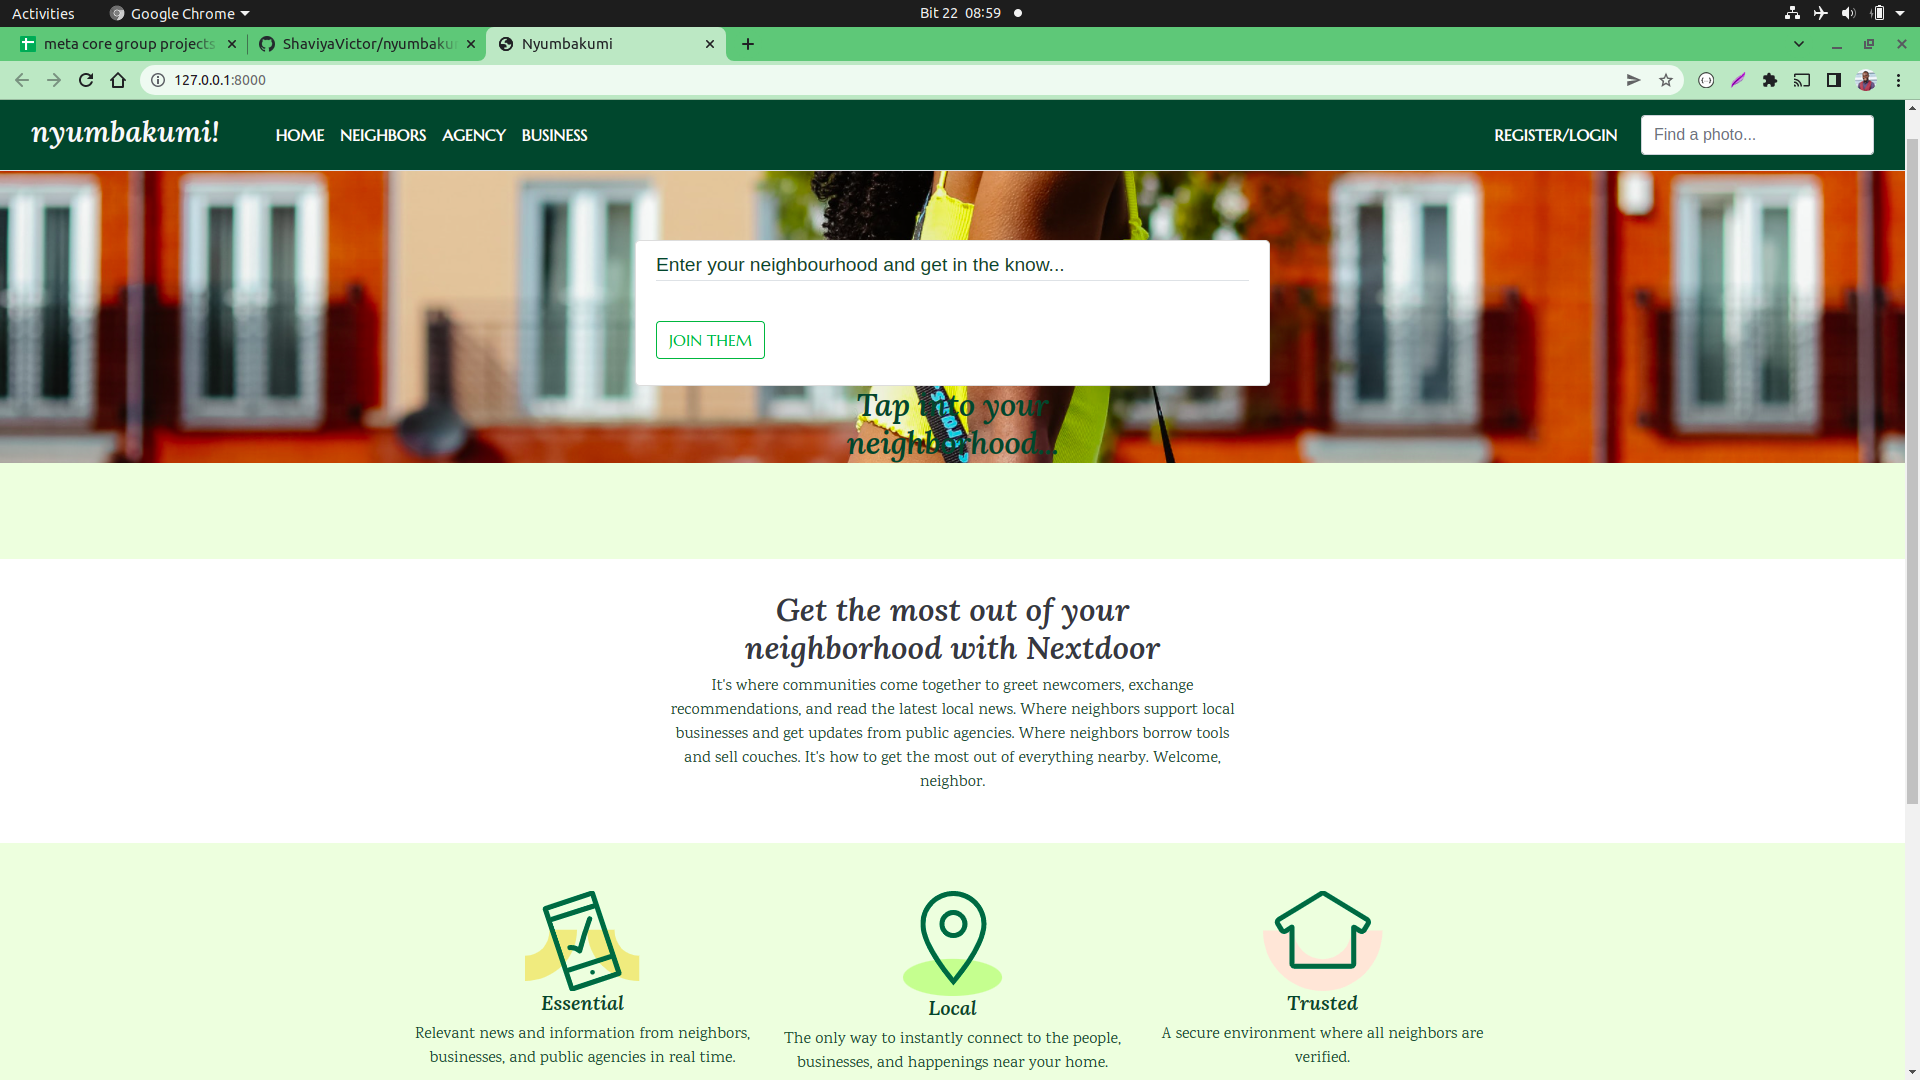 Activities
Google Chrome
Bit 22 08:59
meta core group projects
ShaviyaVictor/nyumbaku
Nyumbakumi
127.0.0.1:8000
nyumbakumi!
HOME NEIGHBORS AGENCY BUSINESS
REGISTER/LOGIN
Find a photo...
Enter your neighbourhood and get in the know...
JOIN THEM
Tap into your
neighborhood...
Get the most out of your
neighborhood with Nextdoor
It's where communities come together to greet newcomers, exchange
recommendations, and read the latest local news. Where neighbors support local
businesses and get updates from public agencies. Where neighbors borrow tools
and sell couches. It's how to get the most out of everything nearby. Welcome,
neighbor.
Essential
Relevant news and information from neighbors,
businesses, and public agencies in real time.
Local
The only way to instantly connect to the people,
businesses, and happenings near your home.
Trusted
A secure environment where all neighbors are
verified.